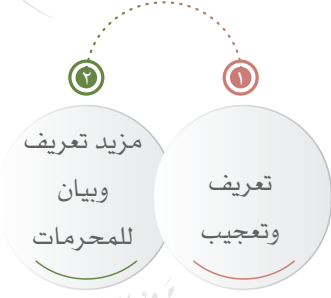 ١
تعريف
وتعجيب
٢
مزيد تعريف
وبيان
للمحرمات